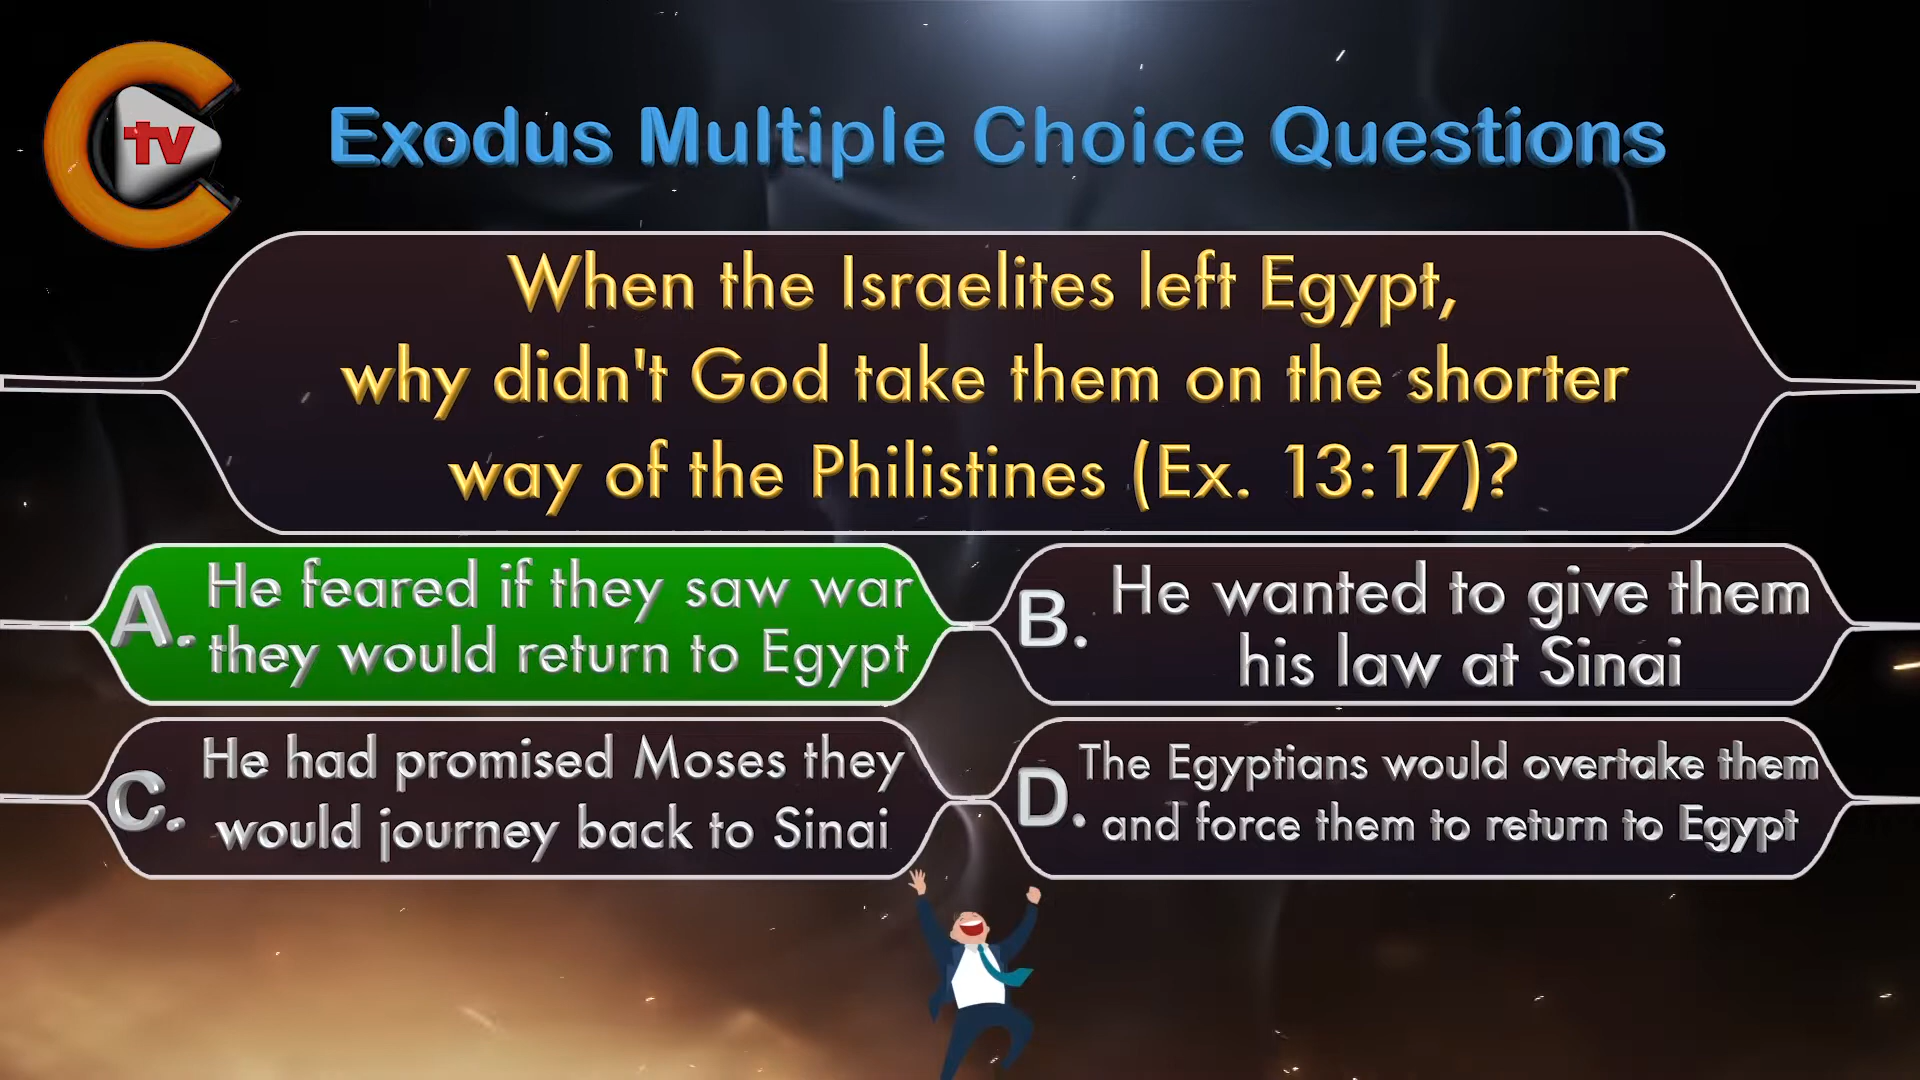 tv
Exodus Multiple Choice Questions
When the Israelites left Egypt,
why didn't God take them on the shorter
way of the Philistines (Ex. 13:17)?
A. He feared if they saw war
they would return to Egypt
B. He wanted to give them
his law at Sinai
C. He had promised Moses they
would journey back to Sinai
D. The Egyptians would overtake them
and force them to return to Egypt